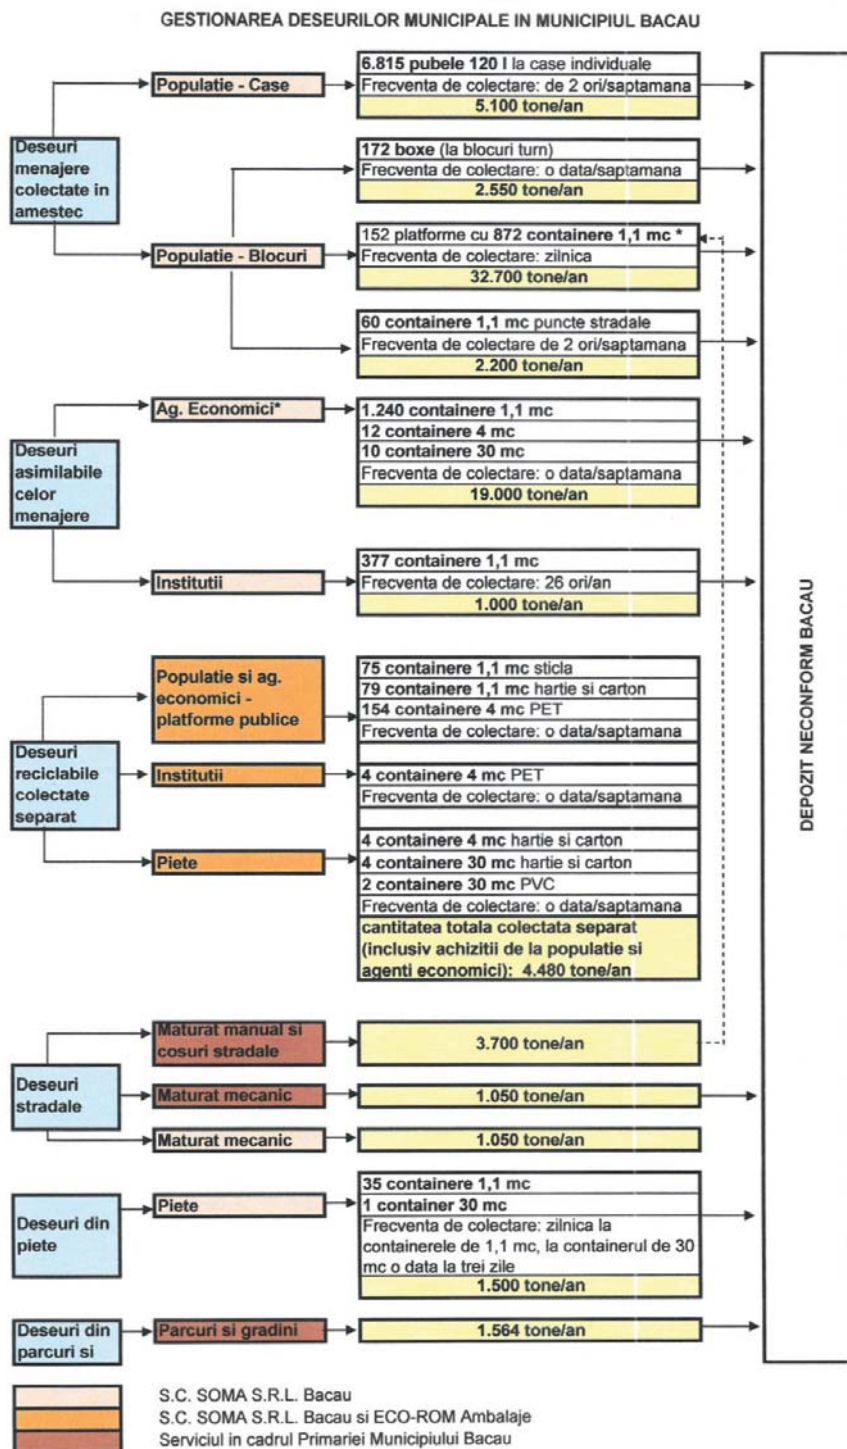 GESTIONAREA DESEURILOR MUNICIPALE IN MUNICIPIUL BACAU
Deseuri
menajere
colectate in
amestec
Populatie - Case
6.815 pubele 120 l la case individuale
Frecventa de colectare: de 2 ori/saptamana
5.100 tone/an
Populatie - Blocuri
172 boxe (la blocuri turn)
Frecventa de colectare: o data/saptamana
2.550 tone/an
152 platforme cu 872 containere 1,1 mc *
Frecventa de colectare: zilnica
32.700 tone/an
60 containere 1,1 mc puncte stradale
Frecventa de colectare de 2 ori/saptamana
2.200 tone/an
Deseuri
asimilabile
celor
menajere
Ag. Economici*
1.240 containere 1,1 mc
12 containere 4 mc
10 containere 30 mc
Frecventa de colectare: o data/saptamana
19.000 tone/an
Institutii
377 containere 1,1 mc
Frecventa de colectare: 26 ori/an
1.000 tone/an
Deseuri
reciclabile
colectate
separat
Populatie si ag.
economici -
platforme publice
75 containere 1,1 mc sticla
79 containere 1,1 mc hartie si carton
154 containere 4 mc PET
Frecventa de colectare: o data/saptamana
Institutii
4 containere 4 mc PET
Frecventa de colectare: o data/saptamana
Piete
4 containere 4 mc hartie si carton
4 containere 30 mc hartie si carton
2 containere 30 mc PVC
Frecventa de colectare: o data/saptamana
cantitatea totala colectata separat
(inclusiv achizitii de la populatie si
agenti economici): 4.480 tone/an
Deseuri
stradale
Maturat manual si
cosuri stradale
3.700 tone/an
Maturat mecanic
1.050 tone/an
Maturat mecanic
1.050 tone/an
Deseuri din
piete
Piete
35 containere 1,1 mc
1 container 30 mc
Frecventa de colectare: zilnica la
containerele de 1,1 mc, la containerul de 30
mc o data la trei zile
1.500 tone/an
Deseuri din
parcuri si
Parcuri si gradini
1.564 tone/an
DEPOZIT NECONFORM BACAU
S.C. SOMA S.R.L. Bacau
S.C. SOMA S.R.L. Bacau si ECO-ROM Ambalaje
Serviciul in cadrul Primariei Municipiului Bacau